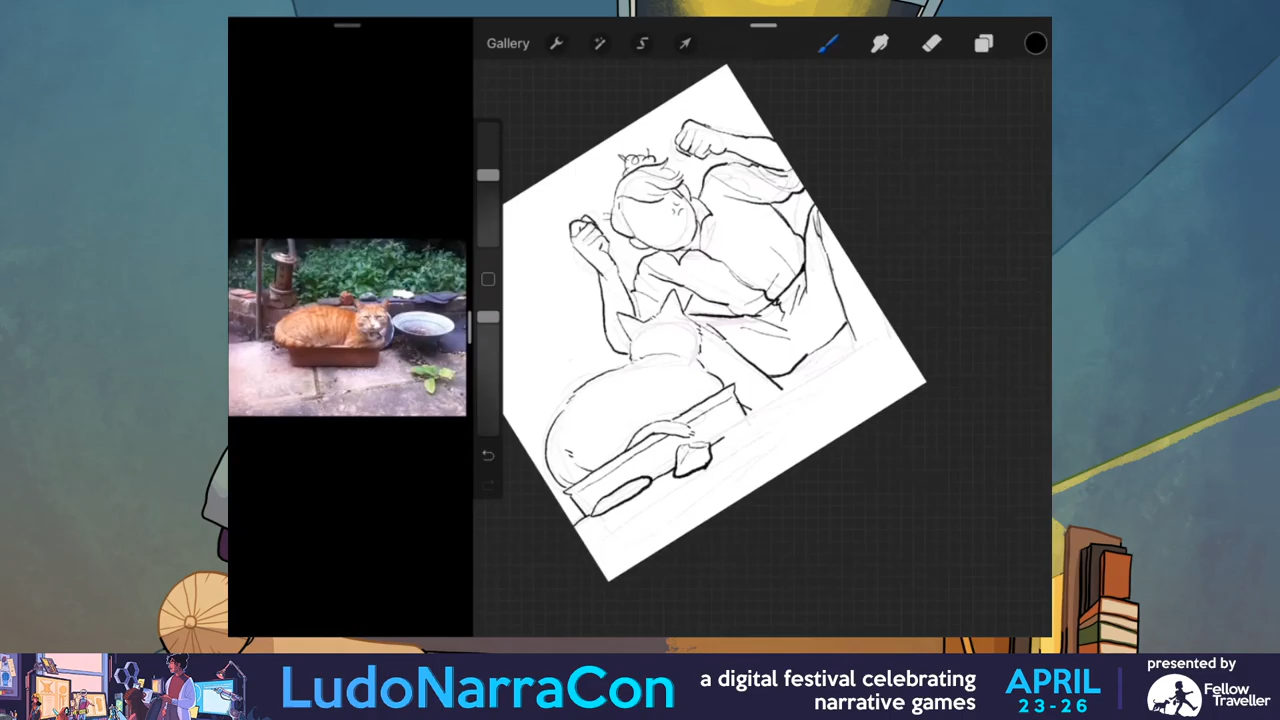 Gallery
LudoNarraCon
a digital festival celebrating
narrative games
APRIL
23-26
presented by
Fellow
Traveller